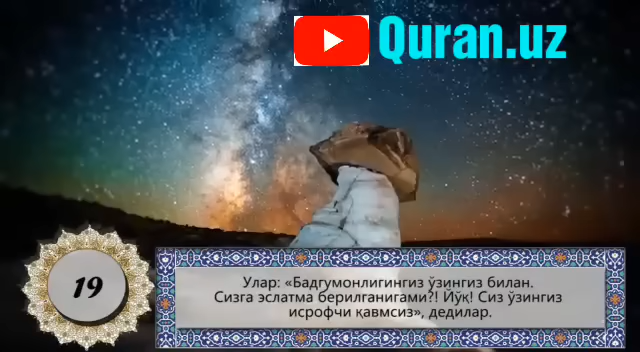 Quran.uz
19
Улар: «Бадгумонлигингиз ўзингиз билан.
Сизга эслатма берилганигами?! Йўқ! Сиз ўзингиз
исрофчи қавмсиз», дедилар.